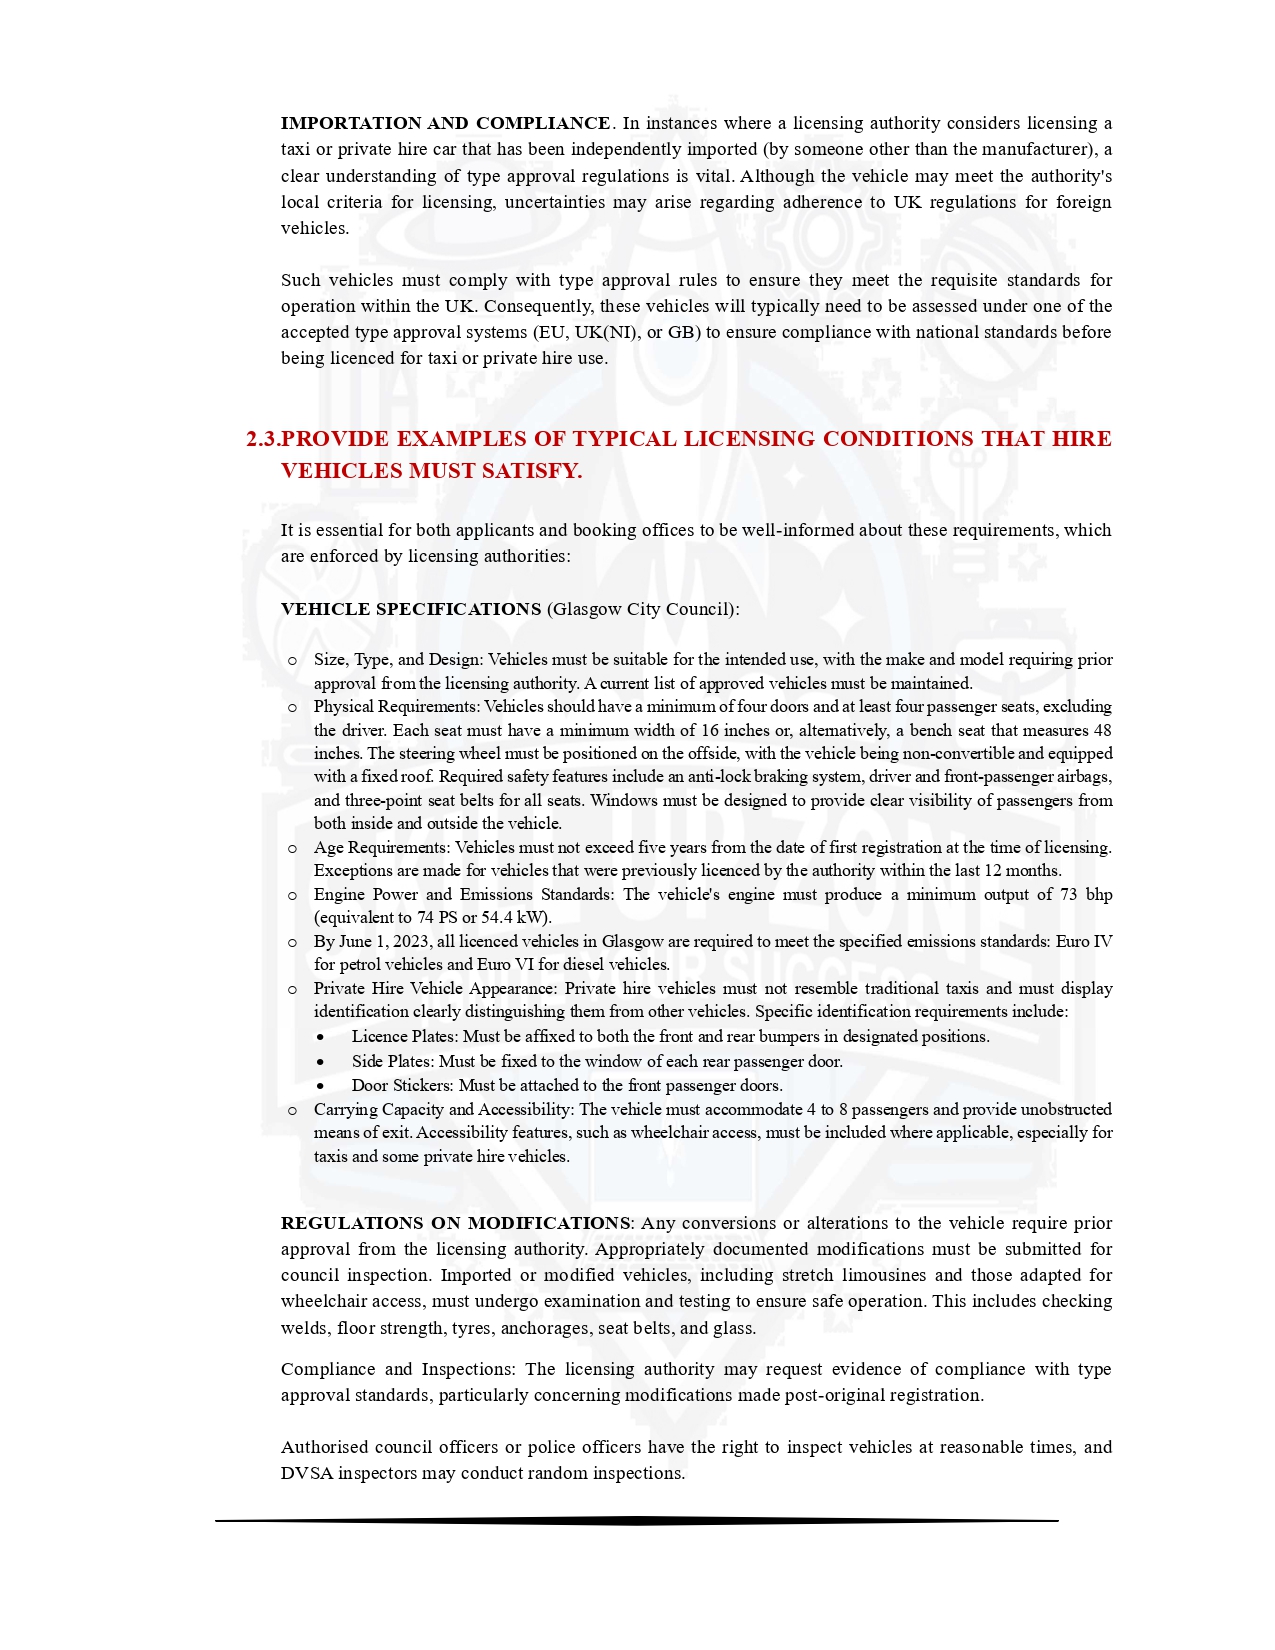 IMPORTATION AND COMPLIANCE. In instances where a licensing authority considers licensing a
taxi or private hire car that has been independently imported (by someone other than the manufacturer), a
clear understanding of type approval regulations is vital. Although the vehicle may meet the authority's
local criteria for licensing, uncertainties may arise regarding adherence to UK regulations for foreign
vehicles.
Such vehicles must comply with type approval rules to ensure they meet the requisite standards for
operation within the UK. Consequently, these vehicles will typically need to be assessed under one of the
accepted type approval systems (EU, UK(NI), or GB) to ensure compliance with national standards before
being licenced for taxi or private hire use.
2.3.PROVIDE EXAMPLES OF TYPICAL LICENSING CONDITIONS THAT HIRE
VEHICLES MUST SATISFY.
It is essential for both applicants and booking offices to be well-informed about these requirements, which
are enforced by licensing authorities:
VEHICLE SPECIFICATIONS (Glasgow City Council):
o Size, Type, and Design: Vehicles must be suitable for the intended use, with the make and model requiring prior
approval from the licensing authority. A current list of approved vehicles must be maintained.
o Physical Requirements: Vehicles should have a minimum of four doors and at least four passenger seats, excluding
the driver. Each seat must have a minimum width of 16 inches or, alternatively, a bench seat that measures 48
inches. The steering wheel must be positioned on the offside, with the vehicle being non-convertible and equipped
with a fixed roof. Required safety features include an anti-lock braking system, driver and front-passenger airbags,
and three-point seat belts for all seats. Windows must be designed to provide clear visibility of passengers from
both inside and outside the vehicle.
o Age Requirements: Vehicles must not exceed five years from the date of first registration at the time of licensing.
Exceptions are made for vehicles that were previously licenced by the authority within the last 12 months.
o Engine Power and Emissions Standards: The vehicle's engine must produce a minimum output of 73 bhp
(equivalent to 74 PS or 54.4 kW).
o By June 1, 2023, all licenced vehicles in Glasgow are required to meet the specified emissions standards: Euro IV
for petrol vehicles and Euro VI for diesel vehicles.
o Private Hire Vehicle Appearance: Private hire vehicles must not resemble traditional taxis and must display
identification clearly distinguishing them from other vehicles. Specific identification requirements include:
• Licence Plates: Must be affixed to both the front and rear bumpers in designated positions.
• Side Plates: Must be fixed to the window of each rear passenger door.
• Door Stickers: Must be attached to the front passenger doors.
o Carrying Capacity and Accessibility: The vehicle must accommodate 4 to 8 passengers and provide unobstructed
means of exit. Accessibility features, such as wheelchair access, must be included where applicable, especially for
taxis and some private hire vehicles.
REGULATIONS ON MODIFICATIONS: Any conversions or alterations to the vehicle require prior
approval from the licensing authority. Appropriately documented modifications must be submitted for
council inspection. Imported or modified vehicles, including stretch limousines and those adapted for
wheelchair access, must undergo examination and testing to ensure safe operation. This includes checking
welds, floor strength, tyres, anchorages, seat belts, and glass.
Compliance and Inspections: The licensing authority may request evidence of compliance with type
approval standards, particularly concerning modifications made post-original registration.
Authorised council officers or police officers have the right to inspect vehicles at reasonable times, and
DVSA inspectors may conduct random inspections.